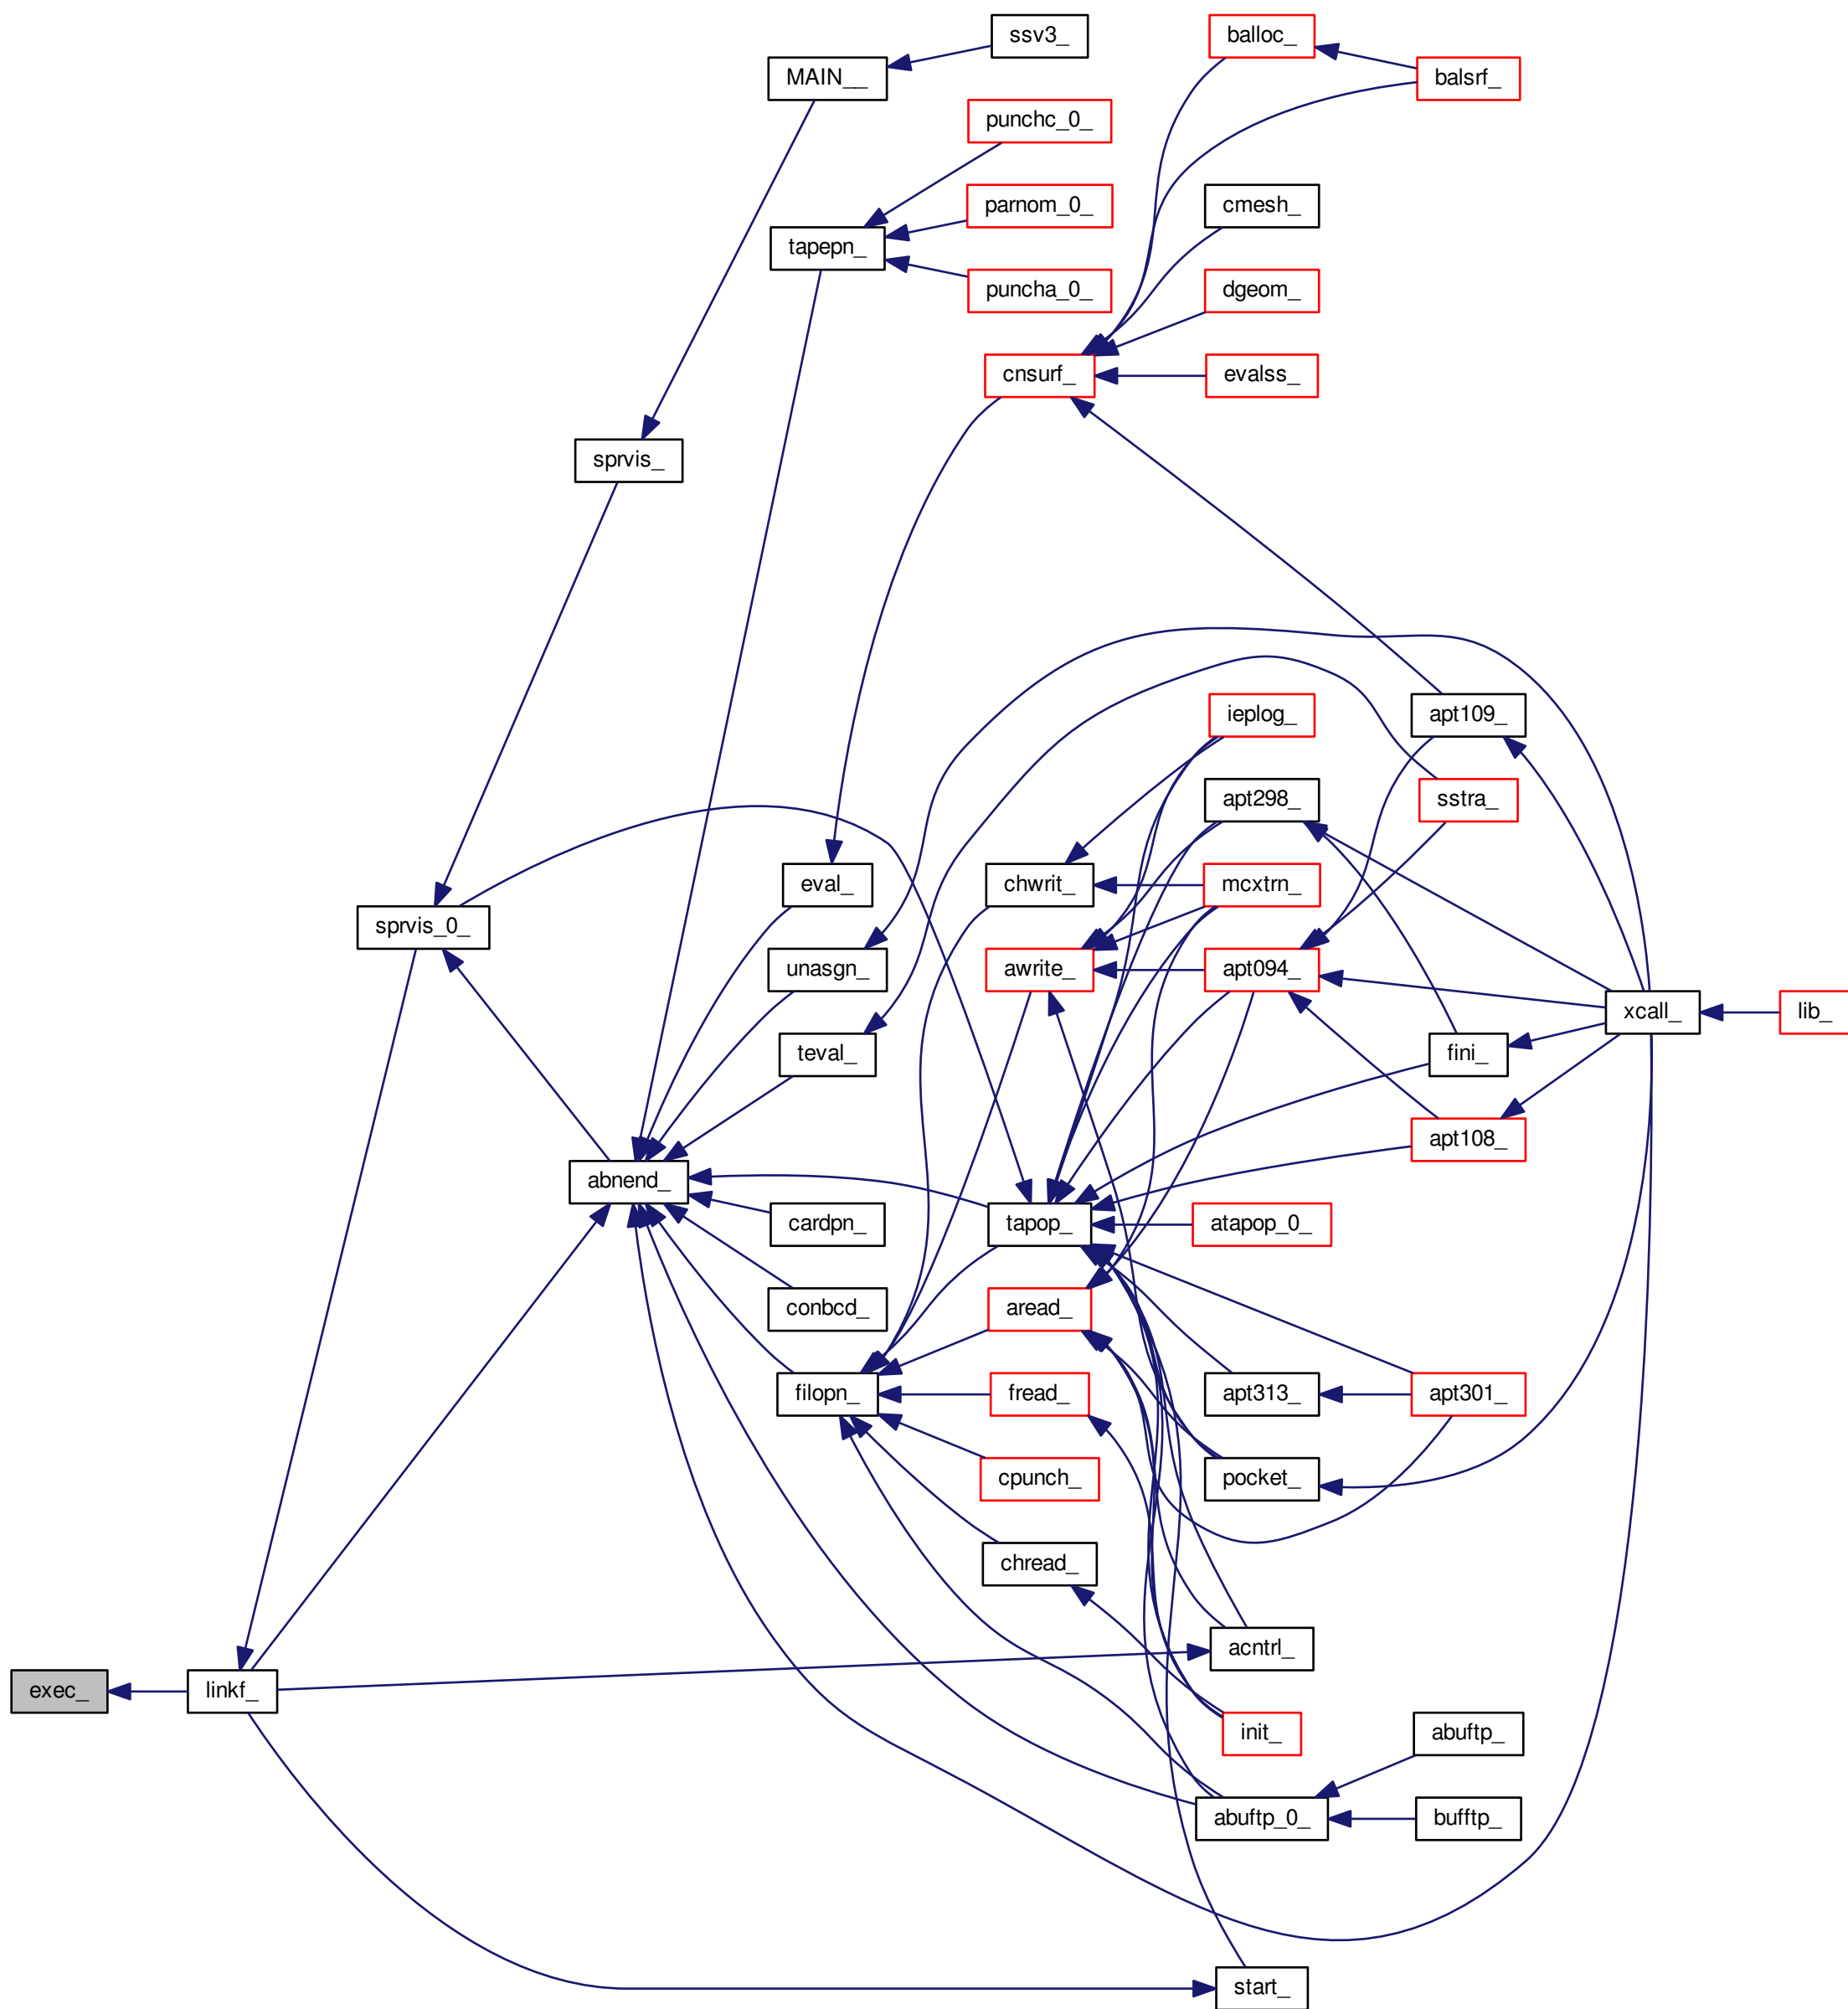 ssv3_
balloc_
MAIN__
balsrf_
punchc_0_
parnom_0_
cmesh_
tapepn_
puncha_0_
dgeom_
cnsurf_
evalss_
sprvis_
ieplog_
apt109_
apt298_
sstra_
eval_
chwrit_
mcxtrn_
sprvis_0_
unasgn_
awrite_
apt094_
xcall_
lib_
teval_
fini_
apt108_
abnend_
cardpn_
tapop_
atapop_0_
conbcd_
aread_
filopn_
fread_
apt313_
apt301_
cpunch_
pocket_
chread_
acntrl_
exec_
linkf_
init_
abuftp_
abuftp_0_
bufftp_
start_